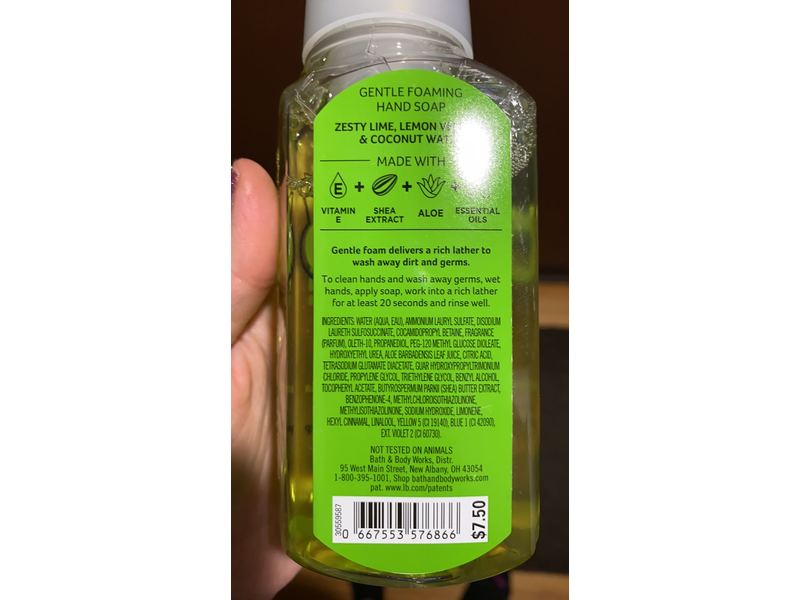 GENTLE FOAMING
HAND SOAP
ZESTY LIME, LEMON
& COCONUT
MADE WITH
E + + +
VITAMIN E
SHEA EXTRACT
ALOE
ESSENTIAL OILS
Gentle foam delivers a rich lather to
wash away dirt and germs.
To clean hands and wash away germs, wet
hands, apply soap, work into a rich lather
for at least 20 seconds and rinse well.
INGREDIENTS: WATER (AQUA, EAU), AMMONIUM LAURYL SULFATE, DISODIUM
LAURETH SULFOSUCCINATE, COCAMIDOPROPYL BETAINE, FRAGRANCE
(PARFUM), OLETH-10, PROPANEDIOL, PEG-120 METHYL GLUCOSE DIOLEATE,
HYDROXYETHYL UREA, ALOE BARBADENSIS LEAF JUICE, CITRIC ACID,
TETRASODIUM GLUTAMATE DIACETATE, GUAR HYDROXYPROPYLTRIMONIUM
CHLORIDE, PROPYLENE GLYCOL, TRIETHYLENE GLYCOL, BENZYL ALCOHOL,
TOCOPHERYL ACETATE, BUTYROSPERMUM PARKII (SHEA) BUTTER EXTRACT,
BENZOPHENONE-4, METHYLCHLOROISOTHIAZOLINONE,
METHYLISOTHIAZOLINONE, SODIUM HYDROXIDE, LIMONENE,
HEXYL CINNAMAL, LINALOOL, YELLOW 5 (CI 19140), BLUE 1 (CI 42090),
EXT. VIOLET 2 (CI 60730).
NOT TESTED ON ANIMALS
Bath & Body Works, Distr.
95 West Main Street, New Albany, OH 43054
1-800-395-1001, Shop bathandbodyworks.com
pat. www.lb.com/patents
30559587
0 667553 576866
$7.50